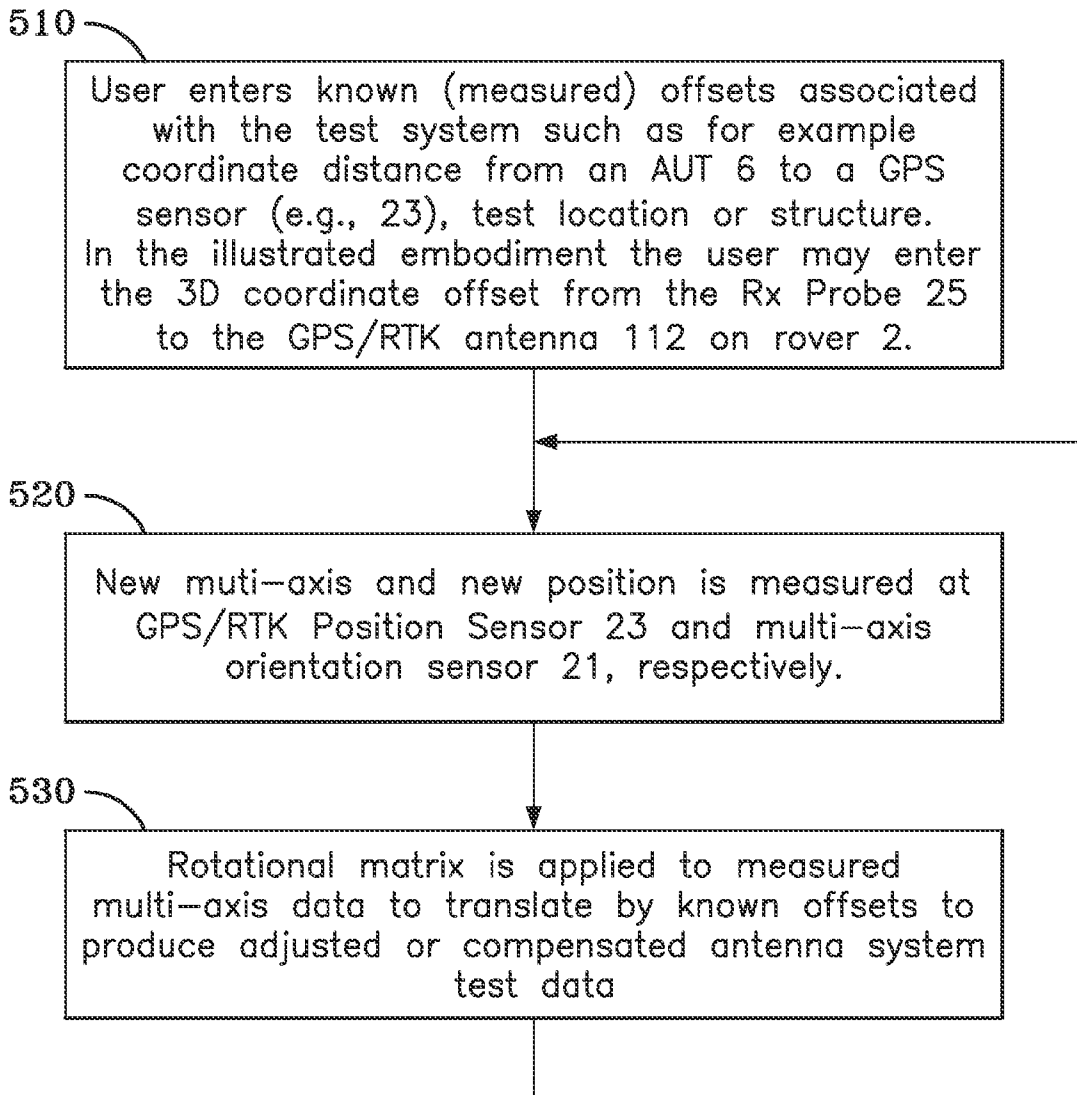 510
User enters known (measured) offsets associated
with the test system such as for example
coordinate distance from an AUT 6 to a GPS
sensor (e.g., 23), test location or structure.
In the illustrated embodiment the user may enter
the 3D coordinate offset from the Rx Probe 25
to the GPS/RTK antenna 112 on rover 2.
520
New muti-axis and new position is measured at
GPS/RTK Position Sensor 23 and multi-axis
orientation sensor 21, respectively.
530
Rotational matrix is applied to measured
multi-axis data to translate by known offsets to
produce adjusted or compensated antenna system
test data